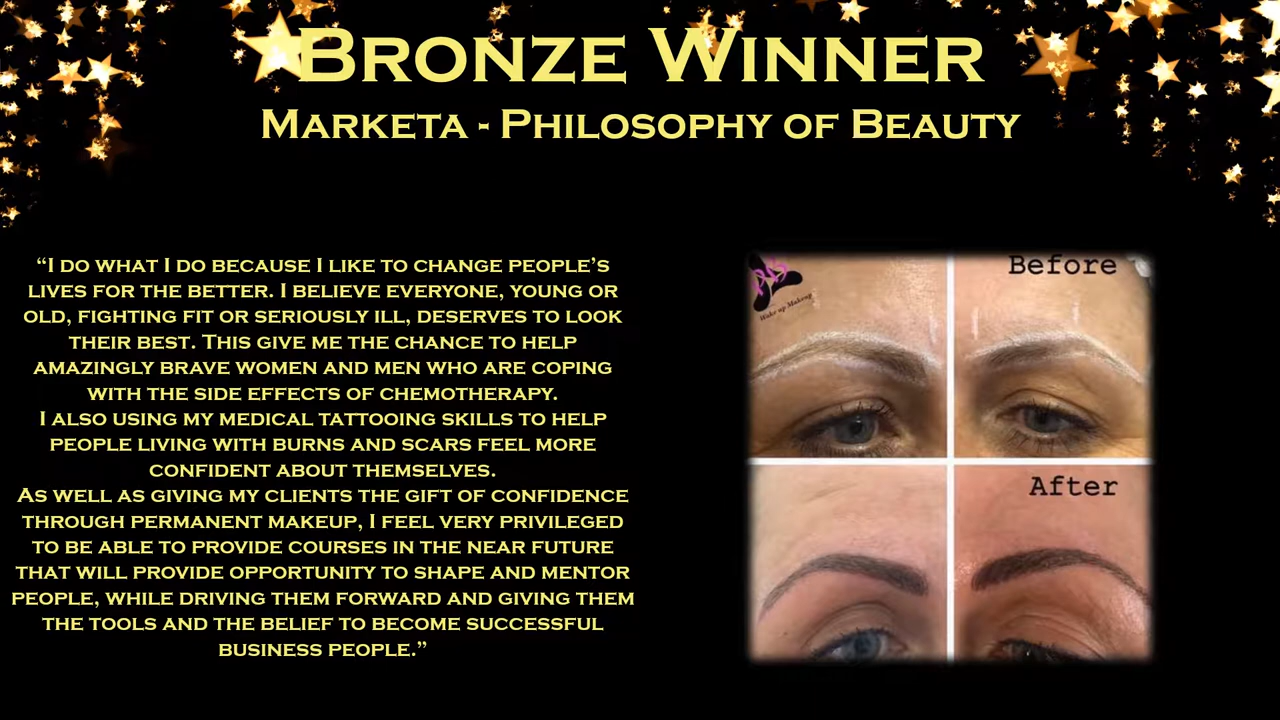 BRONZE WINNER
MARKETA - PHILOSOPHY OF BEAUTY
“I DO WHAT I DO BECAUSE I LIKE TO CHANGE PEOPLE’S
LIVES FOR THE BETTER. I BELIEVE EVERYONE, YOUNG OR
OLD, FIGHTING FIT OR SERIOUSLY ILL, DESERVES TO LOOK
THEIR BEST. THIS GIVE ME THE CHANCE TO HELP
AMAZINGLY BRAVE WOMEN AND MEN WHO ARE COPING
WITH THE SIDE EFFECTS OF CHEMOTHERAPY.
I ALSO USING MY MEDICAL TATTOOING SKILLS TO HELP
PEOPLE LIVING WITH BURNS AND SCARS FEEL MORE
CONFIDENT ABOUT THEMSELVES.
AS WELL AS GIVING MY CLIENTS THE GIFT OF CONFIDENCE
THROUGH PERMANENT MAKEUP, I FEEL VERY PRIVILEGED
TO BE ABLE TO PROVIDE COURSES IN THE NEAR FUTURE
THAT WILL PROVIDE OPPORTUNITY TO SHAPE AND MENTOR
PEOPLE, WHILE DRIVING THEM FORWARD AND GIVING THEM
THE TOOLS AND THE BELIEF TO BECOME SUCCESSFUL
BUSINESS PEOPLE.”
Before
Wake up Makeup
After